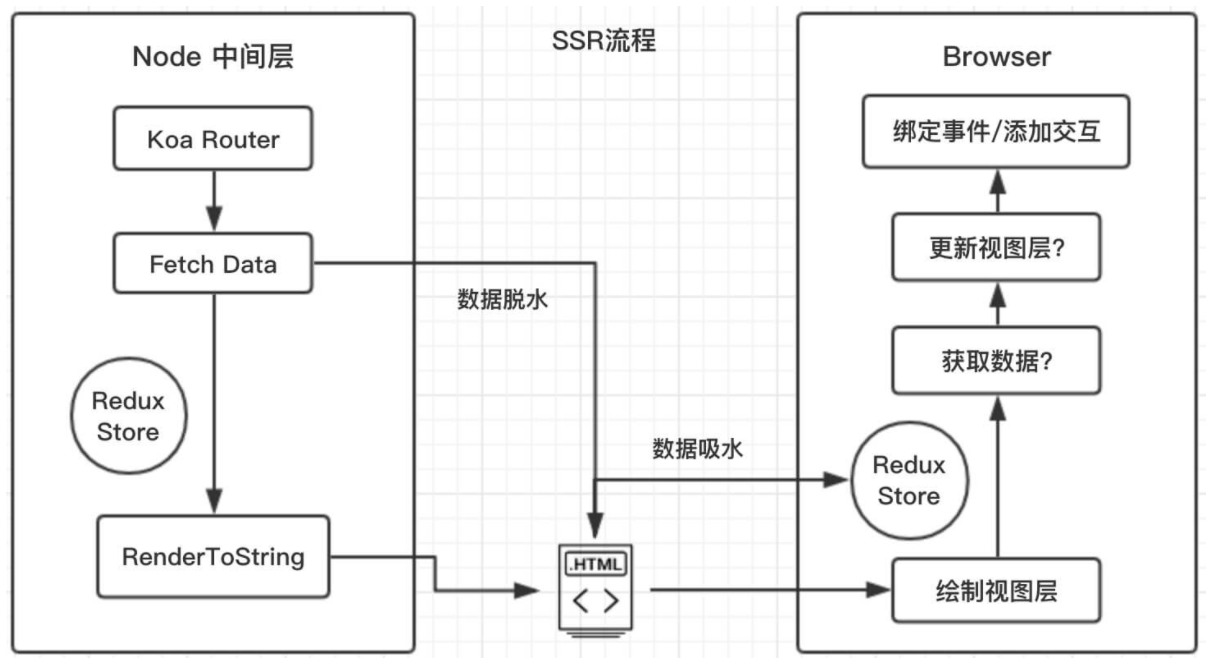 SSR流程
Node 中间层
Koa Router
Fetch Data
数据脱水
Redux
Store
RenderToString
.HTML
< >
数据吸水
Browser
绑定事件/添加交互
更新视图层?
获取数据?
Redux
Store
绘制视图层